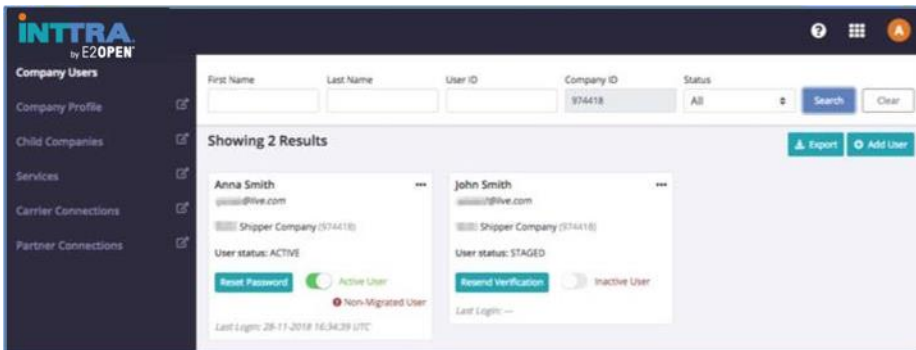 INTTRA
by E2OPEN
Company Users
Company Profile
Child Companies
Services
Carrier Connections
Partner Connections
A
First Name Last Name User ID Company ID Status
974418 All Search Clear
Showing 2 Results
Export Add User
Anna Smith
@live.com
Shipper Company (974418)
User status: ACTIVE
Reset Password Active User
Non-Migrated User
Last Login: 28-11-2018 16:34:39 UTC
John Smith
@live.com
Shipper Company (974418)
User status: STAGED
Resend Verification Inactive User
Last Login: ---